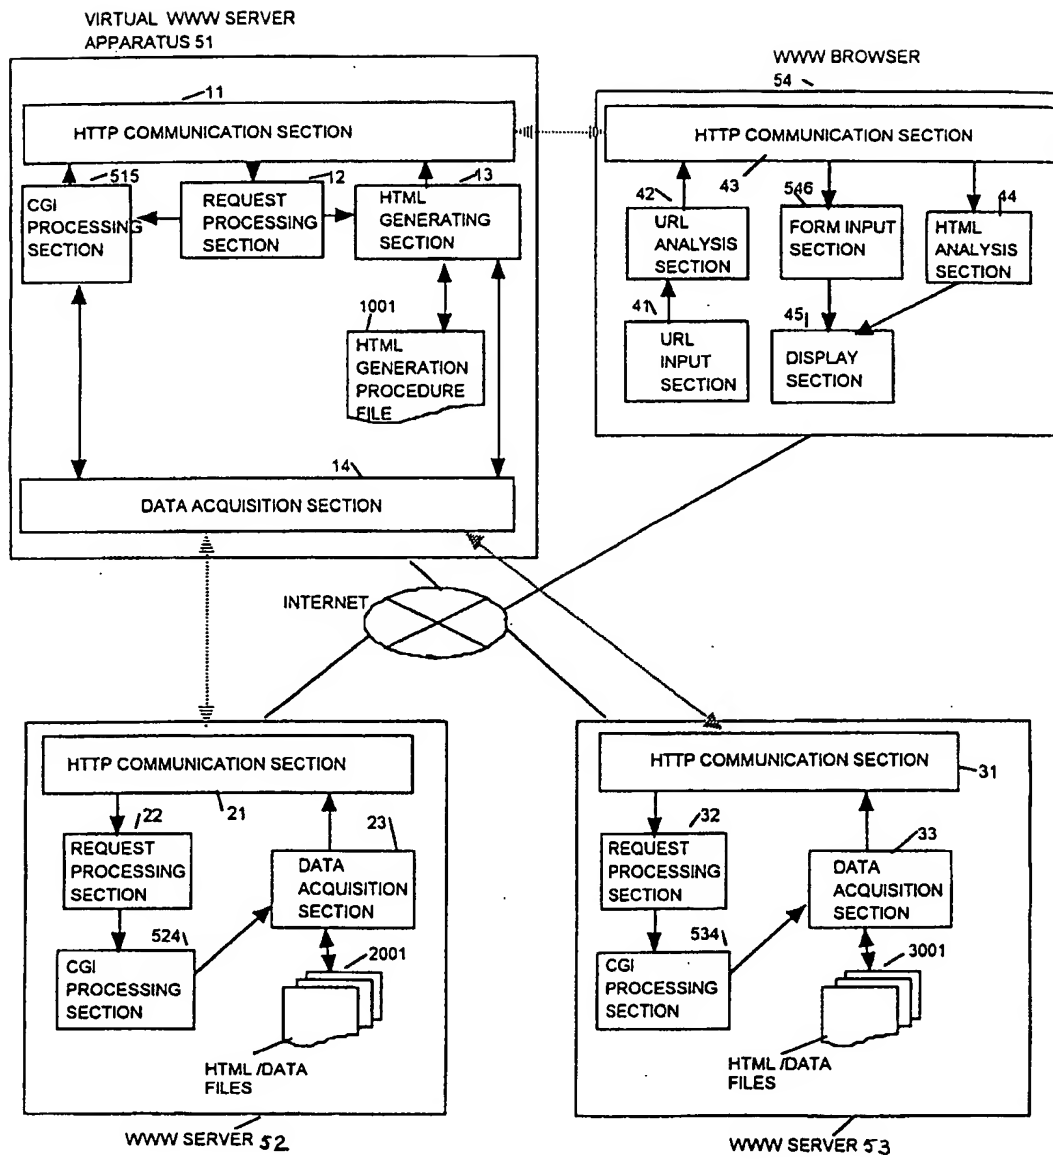 VIRTUAL WWW SERVER
APPARATUS 51
11
HTTP COMMUNICATION SECTION
515
CGI
PROCESSING
SECTION
12
REQUEST
PROCESSING
SECTION
13
HTML
GENERATING
SECTION
1001
HTML
GENERATION
PROCEDURE
FILE
14
DATA ACQUISITION SECTION
WWW BROWSER
54
HTTP COMMUNICATION SECTION
43
42
URL
ANALYSIS
SECTION
546
FORM INPUT
SECTION
44
HTML
ANALYSIS
SECTION
41
URL
INPUT
SECTION
45
DISPLAY
SECTION
INTERNET
HTTP COMMUNICATION SECTION
21
22
REQUEST
PROCESSING
SECTION
23
DATA
ACQUISITION
SECTION
524
CGI
PROCESSING
SECTION
2001
HTML /DATA
FILES
WWW SERVER 52
HTTP COMMUNICATION SECTION
31
32
REQUEST
PROCESSING
SECTION
33
DATA
ACQUISITION
SECTION
534
CGI
PROCESSING
SECTION
3001
HTML /DATA
FILES
WWW SERVER 53